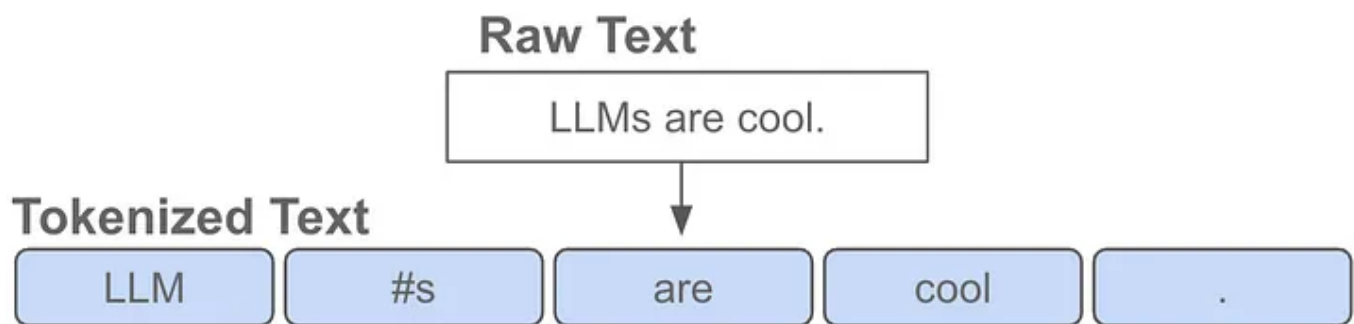 Raw Text
LLMs are cool.
Tokenized Text
LLM #s are cool .